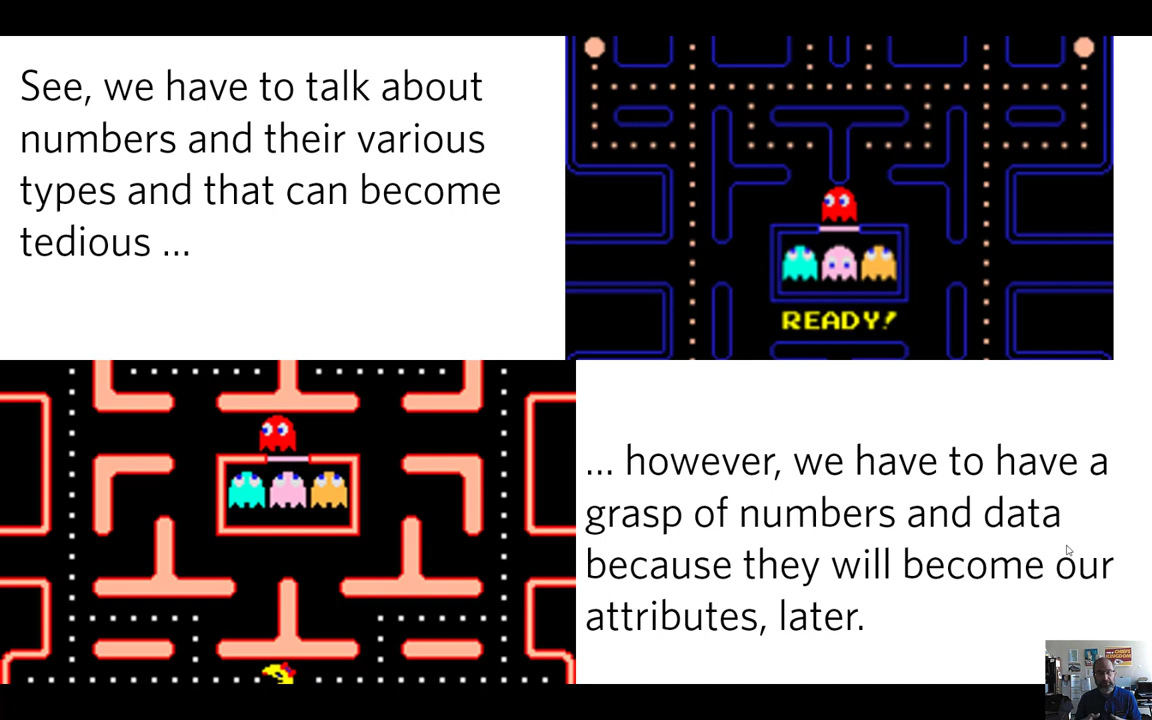 See, we have to talk about
numbers and their various
types and that can become
tedious ...
READY!
... however, we have to have a
grasp of numbers and data
because they will become our
attributes, later.